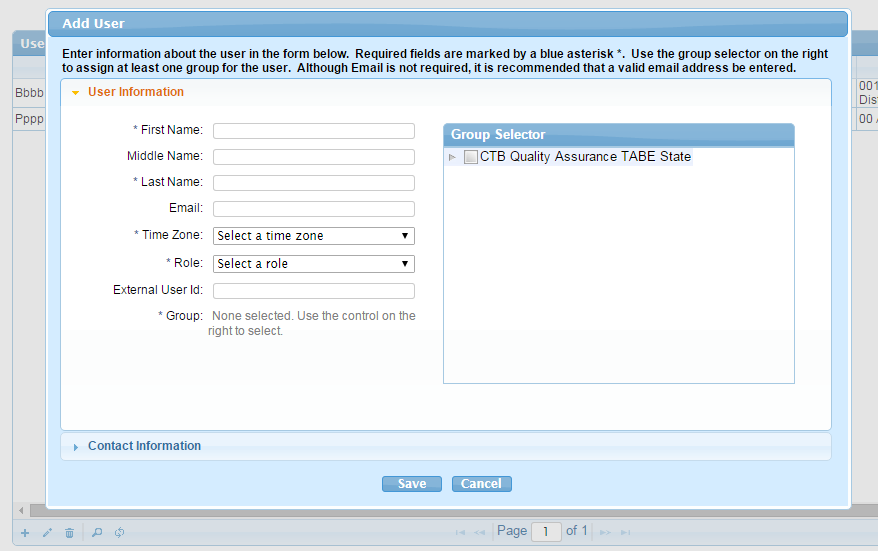 Add User
Use
Enter information about the user in the form below. Required fields are marked by a blue asterisk *. Use the group selector on the right
to assign at least one group for the user. Although Email is not required, it is recommended that a valid email address be entered.
User Information
Bbbb
001
Dis
Pppp
00
* First Name:
Middle Name:
* Last Name:
Email:
* Time Zone: Select a time zone
* Role: Select a role
External User Id:
* Group: None selected. Use the control on the
right to select.
Group Selector
CTB Quality Assurance TABE State
Contact Information
Save Cancel
Page 1 of 1